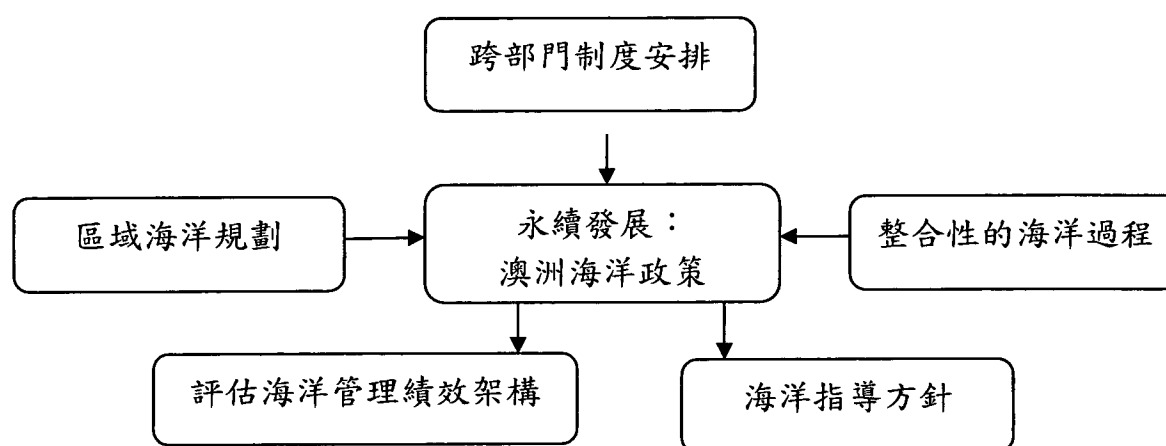 跨部門制度安排
區域海洋規劃
永續發展：
澳洲海洋政策
整合性的海洋過程
評估海洋管理績效架構
海洋指導方針